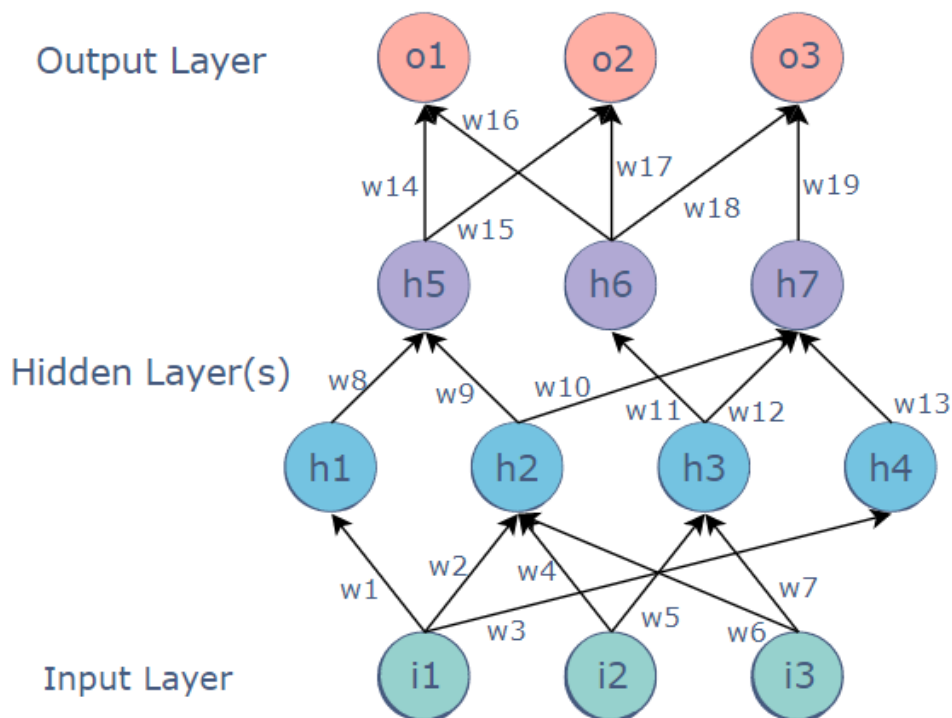 Output Layer
o1
o2
o3
w16
w14
w15
w17
w18
w19
h5
h6
h7
Hidden Layer(s)
w8
w9
w10
w11
w12
w13
h1
h2
h3
h4
w1
w2
w3
w4
w5
w6
w7
Input Layer
i1
i2
i3